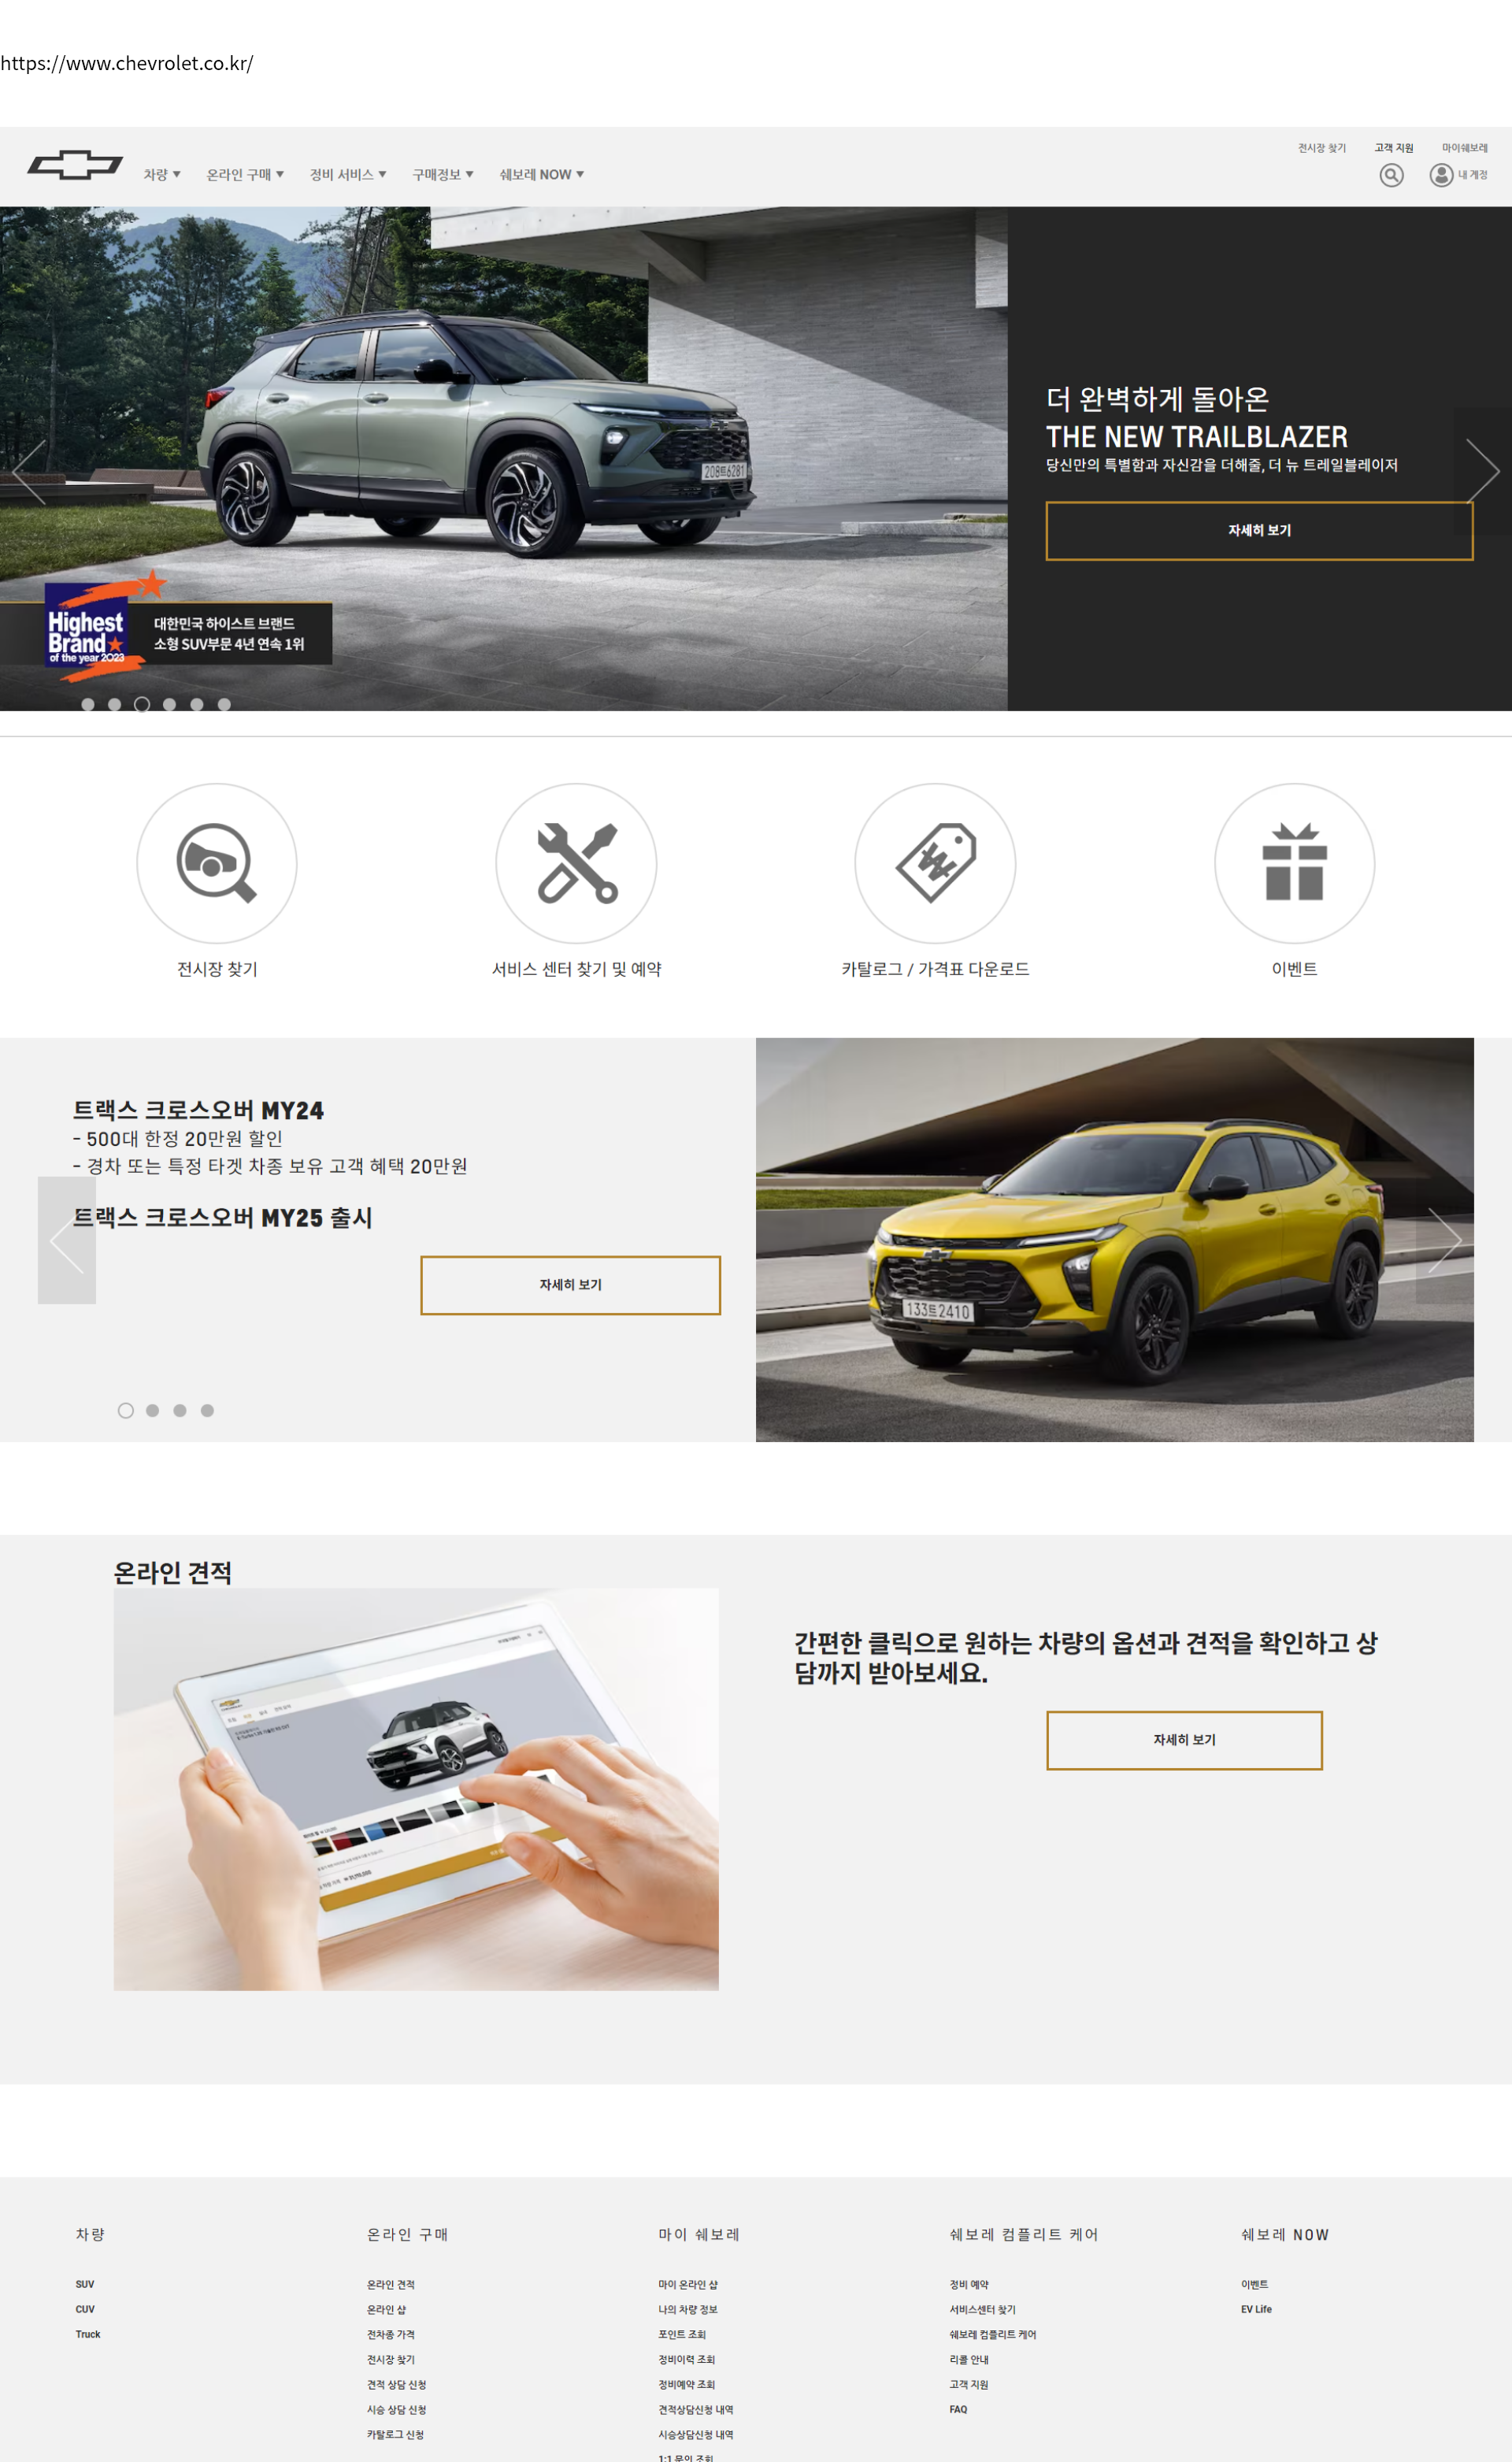 https://www.chevrolet.co.kr/
전시장 찾기 고객 지원 마이쉐보레
차량 ▼ 온라인 구매 ▼ 정비 서비스 ▼ 구매정보 ▼ 쉐보레 NOW ▼ 내 계정
더 완벽하게 돌아온
THE NEW TRAILBLAZER
당신만의 특별함과 자신감을 더해줄, 더 뉴 트레일블레이저
자세히 보기
208트6281
Highest
Brand
of the year 2023
대한민국 하이스트 브랜드
소형 SUV부문 4년 연속 1위
전시장 찾기 서비스 센터 찾기 및 예약 카탈로그 / 가격표 다운로드 이벤트
트랙스 크로스오버 MY24
- 500대 한정 20만원 할인
- 경차 또는 특정 타겟 차종 보유 고객 혜택 20만원
트랙스 크로스오버 MY25 출시
자세히 보기
133트2410
온라인 견적
간편한 클릭으로 원하는 차량의 옵션과 견적을 확인하고 상
담까지 받아보세요.
자세히 보기
차량
SUV
CUV
Truck
온라인 구매
온라인 견적
온라인 샵
전차종 가격
전시장 찾기
견적 상담 신청
시승 상담 신청
카탈로그 신청
마이 쉐보레
마이 온라인 샵
나의 차량 정보
포인트 조회
정비이력 조회
정비예약 조회
견적상담신청 내역
시승상담신청 내역
1:1 문의 조회
쉐보레 컴플리트 케어
정비 예약
서비스센터 찾기
쉐보레 컴플리트 케어
리콜 안내
고객 지원
FAQ
쉐보레 NOW
이벤트
EV Life